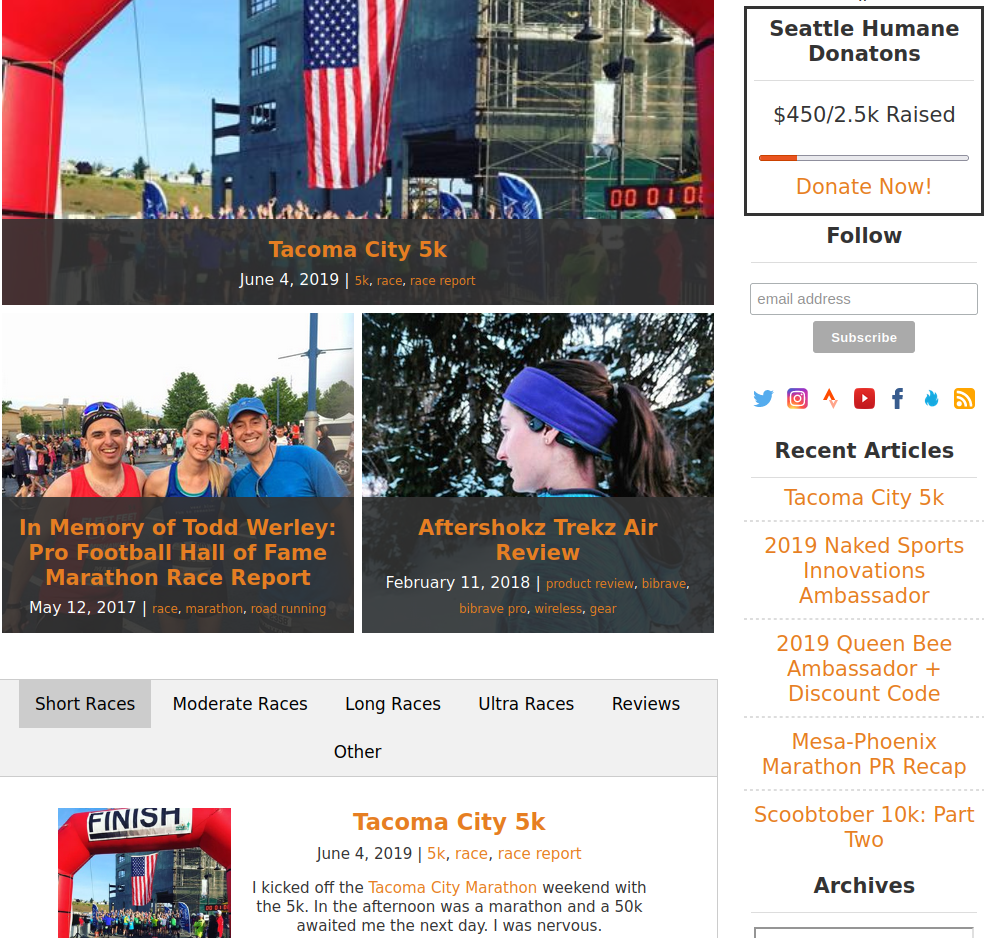 Tacoma City 5k
June 4, 2019 | 5k, race, race report
In Memory of Todd Werley:
Pro Football Hall of Fame
Marathon Race Report
May 12, 2017 | race, marathon, road running
Aftershokz Trekz Air
Review
February 11, 2018 | product review, bibrave,
bibrave pro, wireless, gear
Short Races
Moderate Races
Long Races
Ultra Races
Reviews
Other
FINISH
Tacoma City 5k
June 4, 2019 | 5k, race, race report
I kicked off the Tacoma City Marathon weekend with
the 5k. In the afternoon was a marathon and a 50k
awaited me the next day. I was nervous.
Seattle Humane
Donatons
$450/2.5k Raised
Donate Now!
Follow
email address
Subscribe
Recent Articles
Tacoma City 5k
2019 Naked Sports
Innovations
Ambassador
2019 Queen Bee
Ambassador +
Discount Code
Mesa-Phoenix
Marathon PR Recap
Scoobtober 10k: Part
Two
Archives